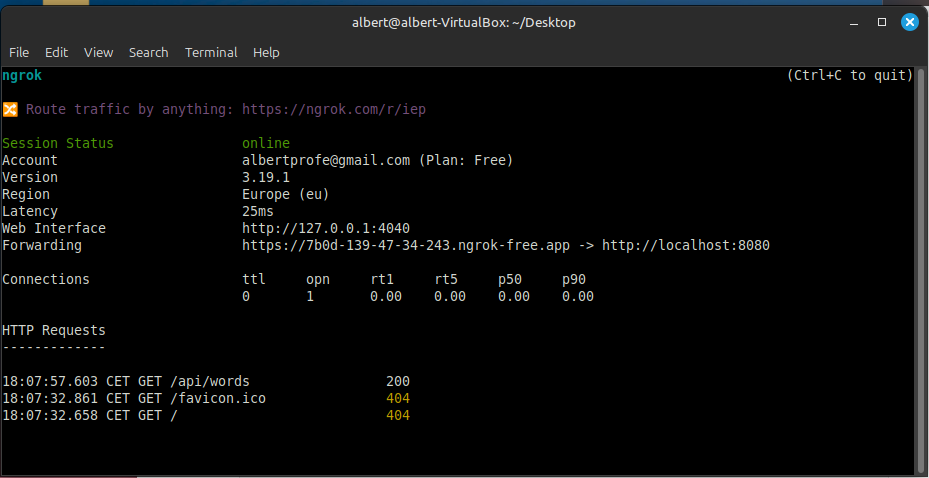 albert@albert-VirtualBox: ~/Desktop
File Edit View Search Terminal Help
ngrok (Ctrl+C to quit)
🔀 Route traffic by anything: https://ngrok.com/r/iep
Session Status online
Account albertprofe@gmail.com (Plan: Free)
Version 3.19.1
Region Europe (eu)
Latency 25ms
Web Interface http://127.0.0.1:4040
Forwarding https://7b0d-139-47-34-243.ngrok-free.app -> http://localhost:8080
Connections ttl opn rt1 rt5 p50 p90
0 1 0.00 0.00 0.00 0.00
HTTP Requests
-------------
18:07:57.603 CET GET /api/words 200
18:07:32.861 CET GET /favicon.ico 404
18:07:32.658 CET GET / 404